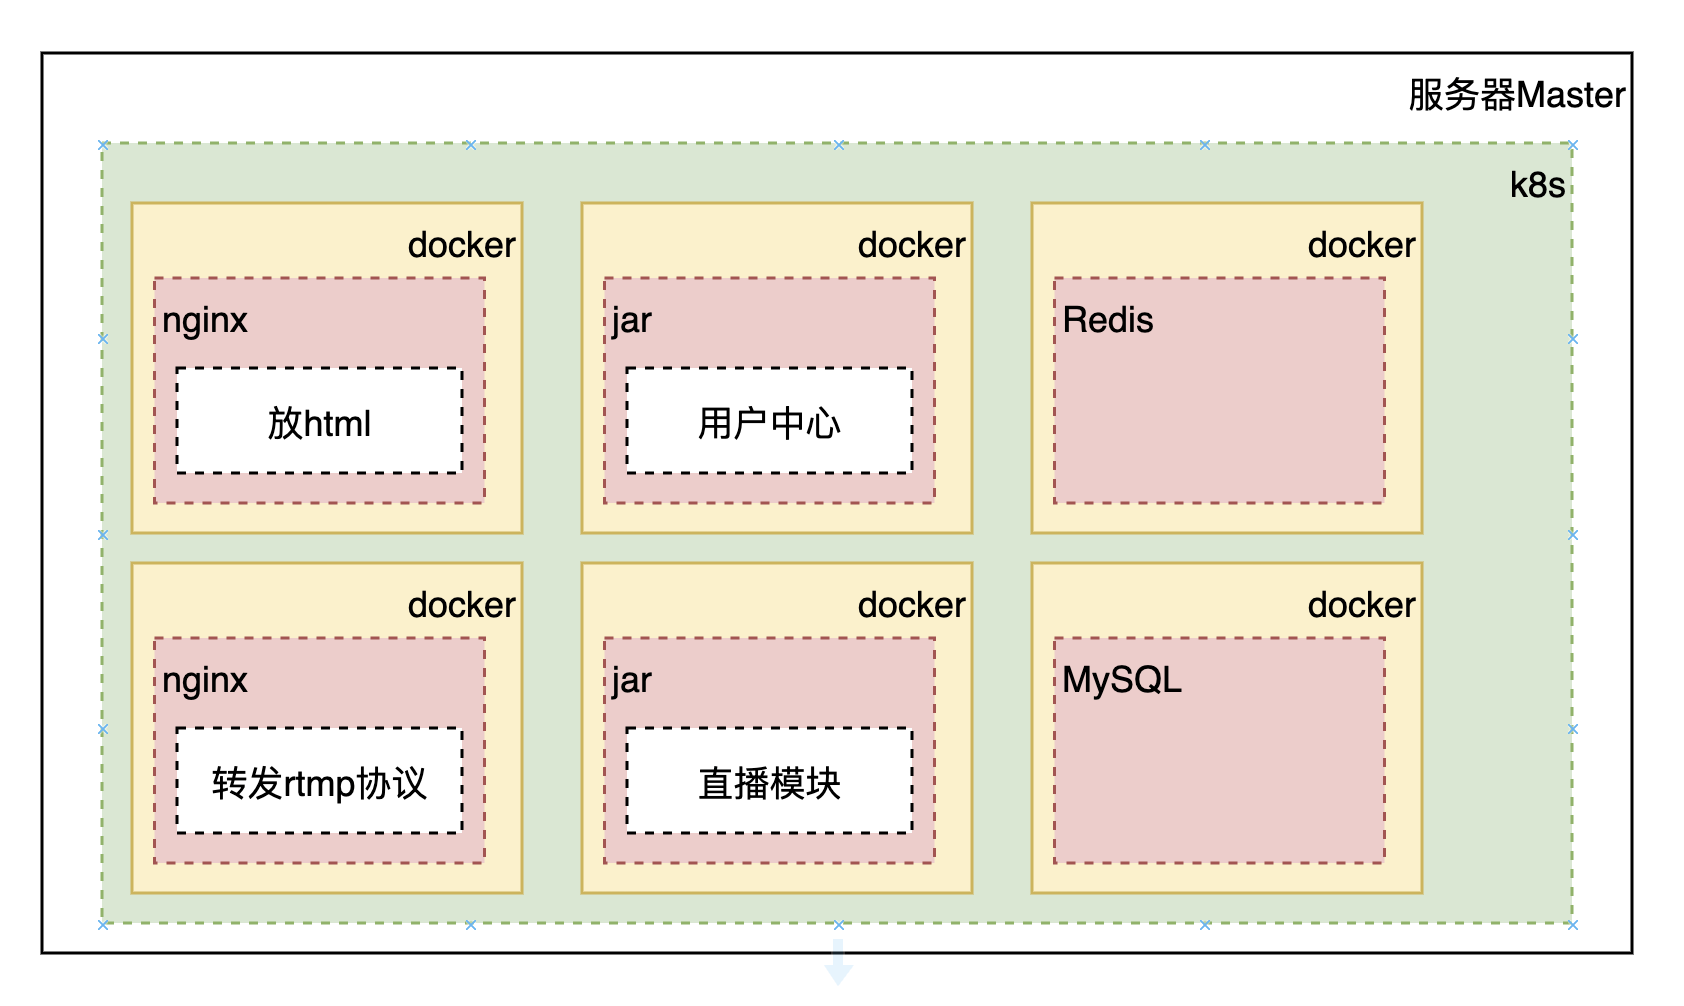 服务器Master
k8s
docker
nginx
放html
docker
jar
用户中心
docker
Redis
docker
nginx
转发rtmp协议
docker
jar
直播模块
docker
MySQL